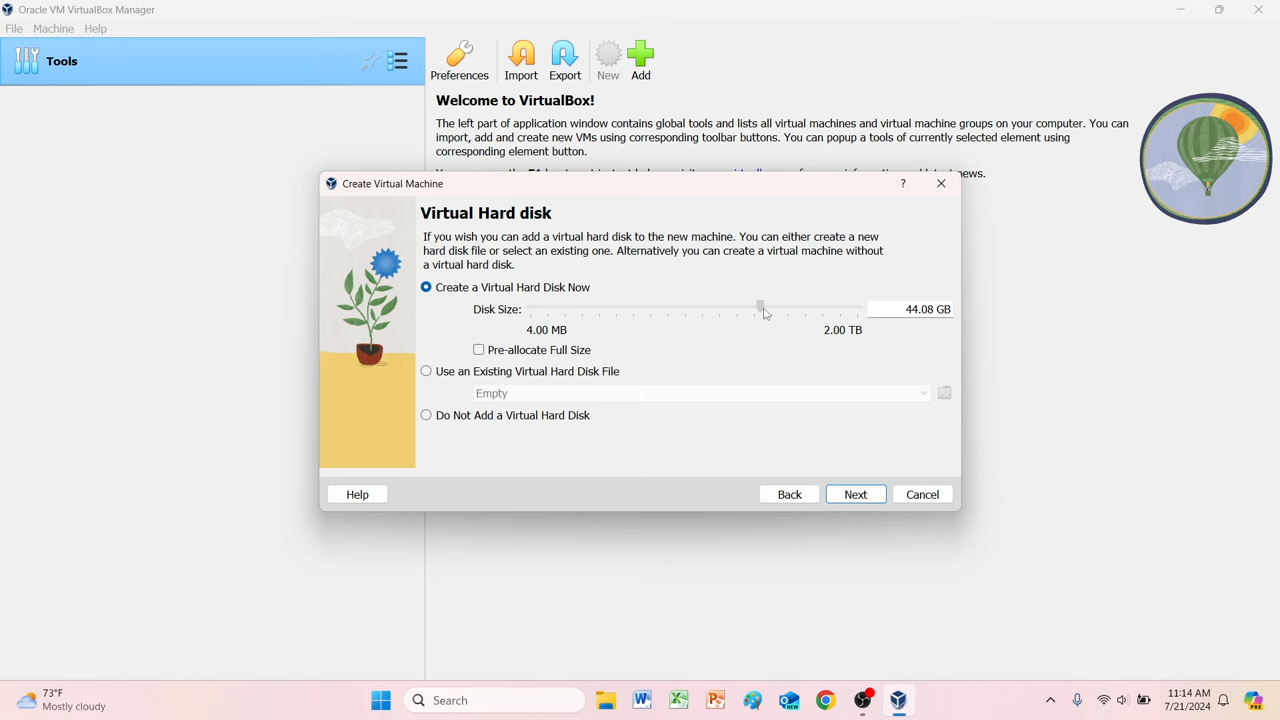 Oracle VM VirtualBox Manager
File Machine Help
Tools
Preferences Import Export New Add
Welcome to VirtualBox!
The left part of application window contains global tools and lists all virtual machines and virtual machine groups on your computer. You can
import, add and create new VMs using corresponding toolbar buttons. You can popup a tools of currently selected element using
corresponding element button.
news.
Create Virtual Machine
?
Virtual Hard disk
If you wish you can add a virtual hard disk to the new machine. You can either create a new
hard disk file or select an existing one. Alternatively you can create a virtual machine without
a virtual hard disk.
Create a Virtual Hard Disk Now
Disk Size: 44.08 GB
4.00 MB 2.00 TB
Pre-allocate Full Size
Use an Existing Virtual Hard Disk File
Empty
Do Not Add a Virtual Hard Disk
Help Back Next Cancel
73°F
Mostly cloudy
Search
11:14 AM
7/21/2024